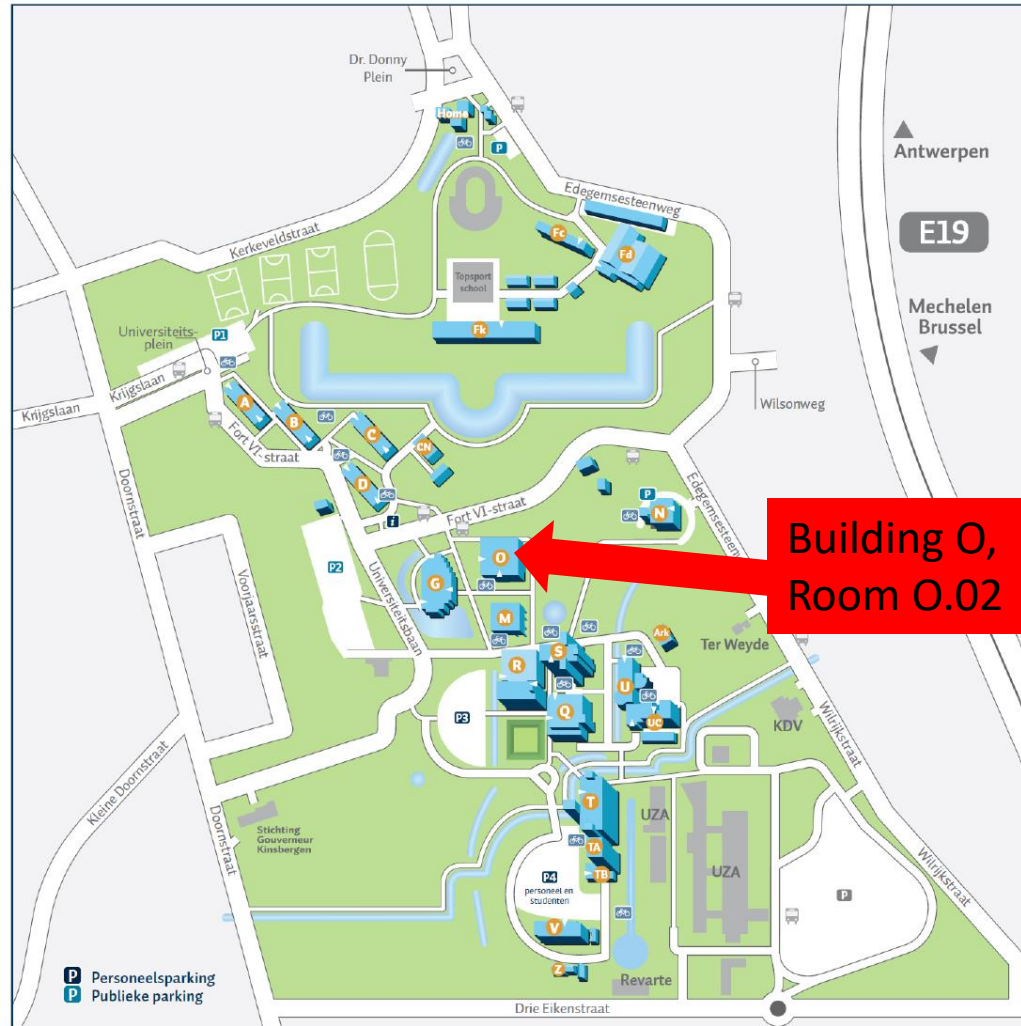 Dr. Donny
Plein
Home
P
Edegemsesteenweg
Antwerpen
E19
Mechelen
Brussel
Kerkeveldstraat
Fc
Fd
Topsport
school
Fk
Universiteits-
plein
P1
Krijgslaan
Krijgslaan
Wilsonweg
A
B
C
CN
D
Fort VI-straat
i
Fort VI-straat
P
N
Edegemsesteenw
Doornstraat
Voorjaarsstraat
P2
Universiteitsbaan
G
O
Building O,
Room O.02
M
Ark
Ter Weyde
R
S
U
P3
Q
UC
KDV
Wilrijkstraat
Kleine Doornstraat
Doornstraat
Stichting
Gouverneur
Kinsbergen
T
UZA
TA
TB
UZA
P4
personeel en
studenten
P
Wilrijkstraat
V
Z
Revarte
P Personeelsparking
P Publieke parking
Drie Eikenstraat